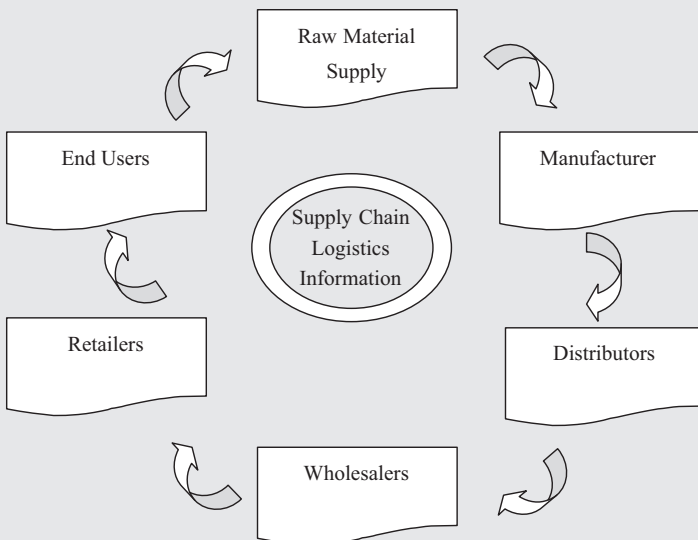 Raw Material
Supply
End Users
Manufacturer
Supply Chain
Logistics
Information
Retailers
Distributors
Wholesalers